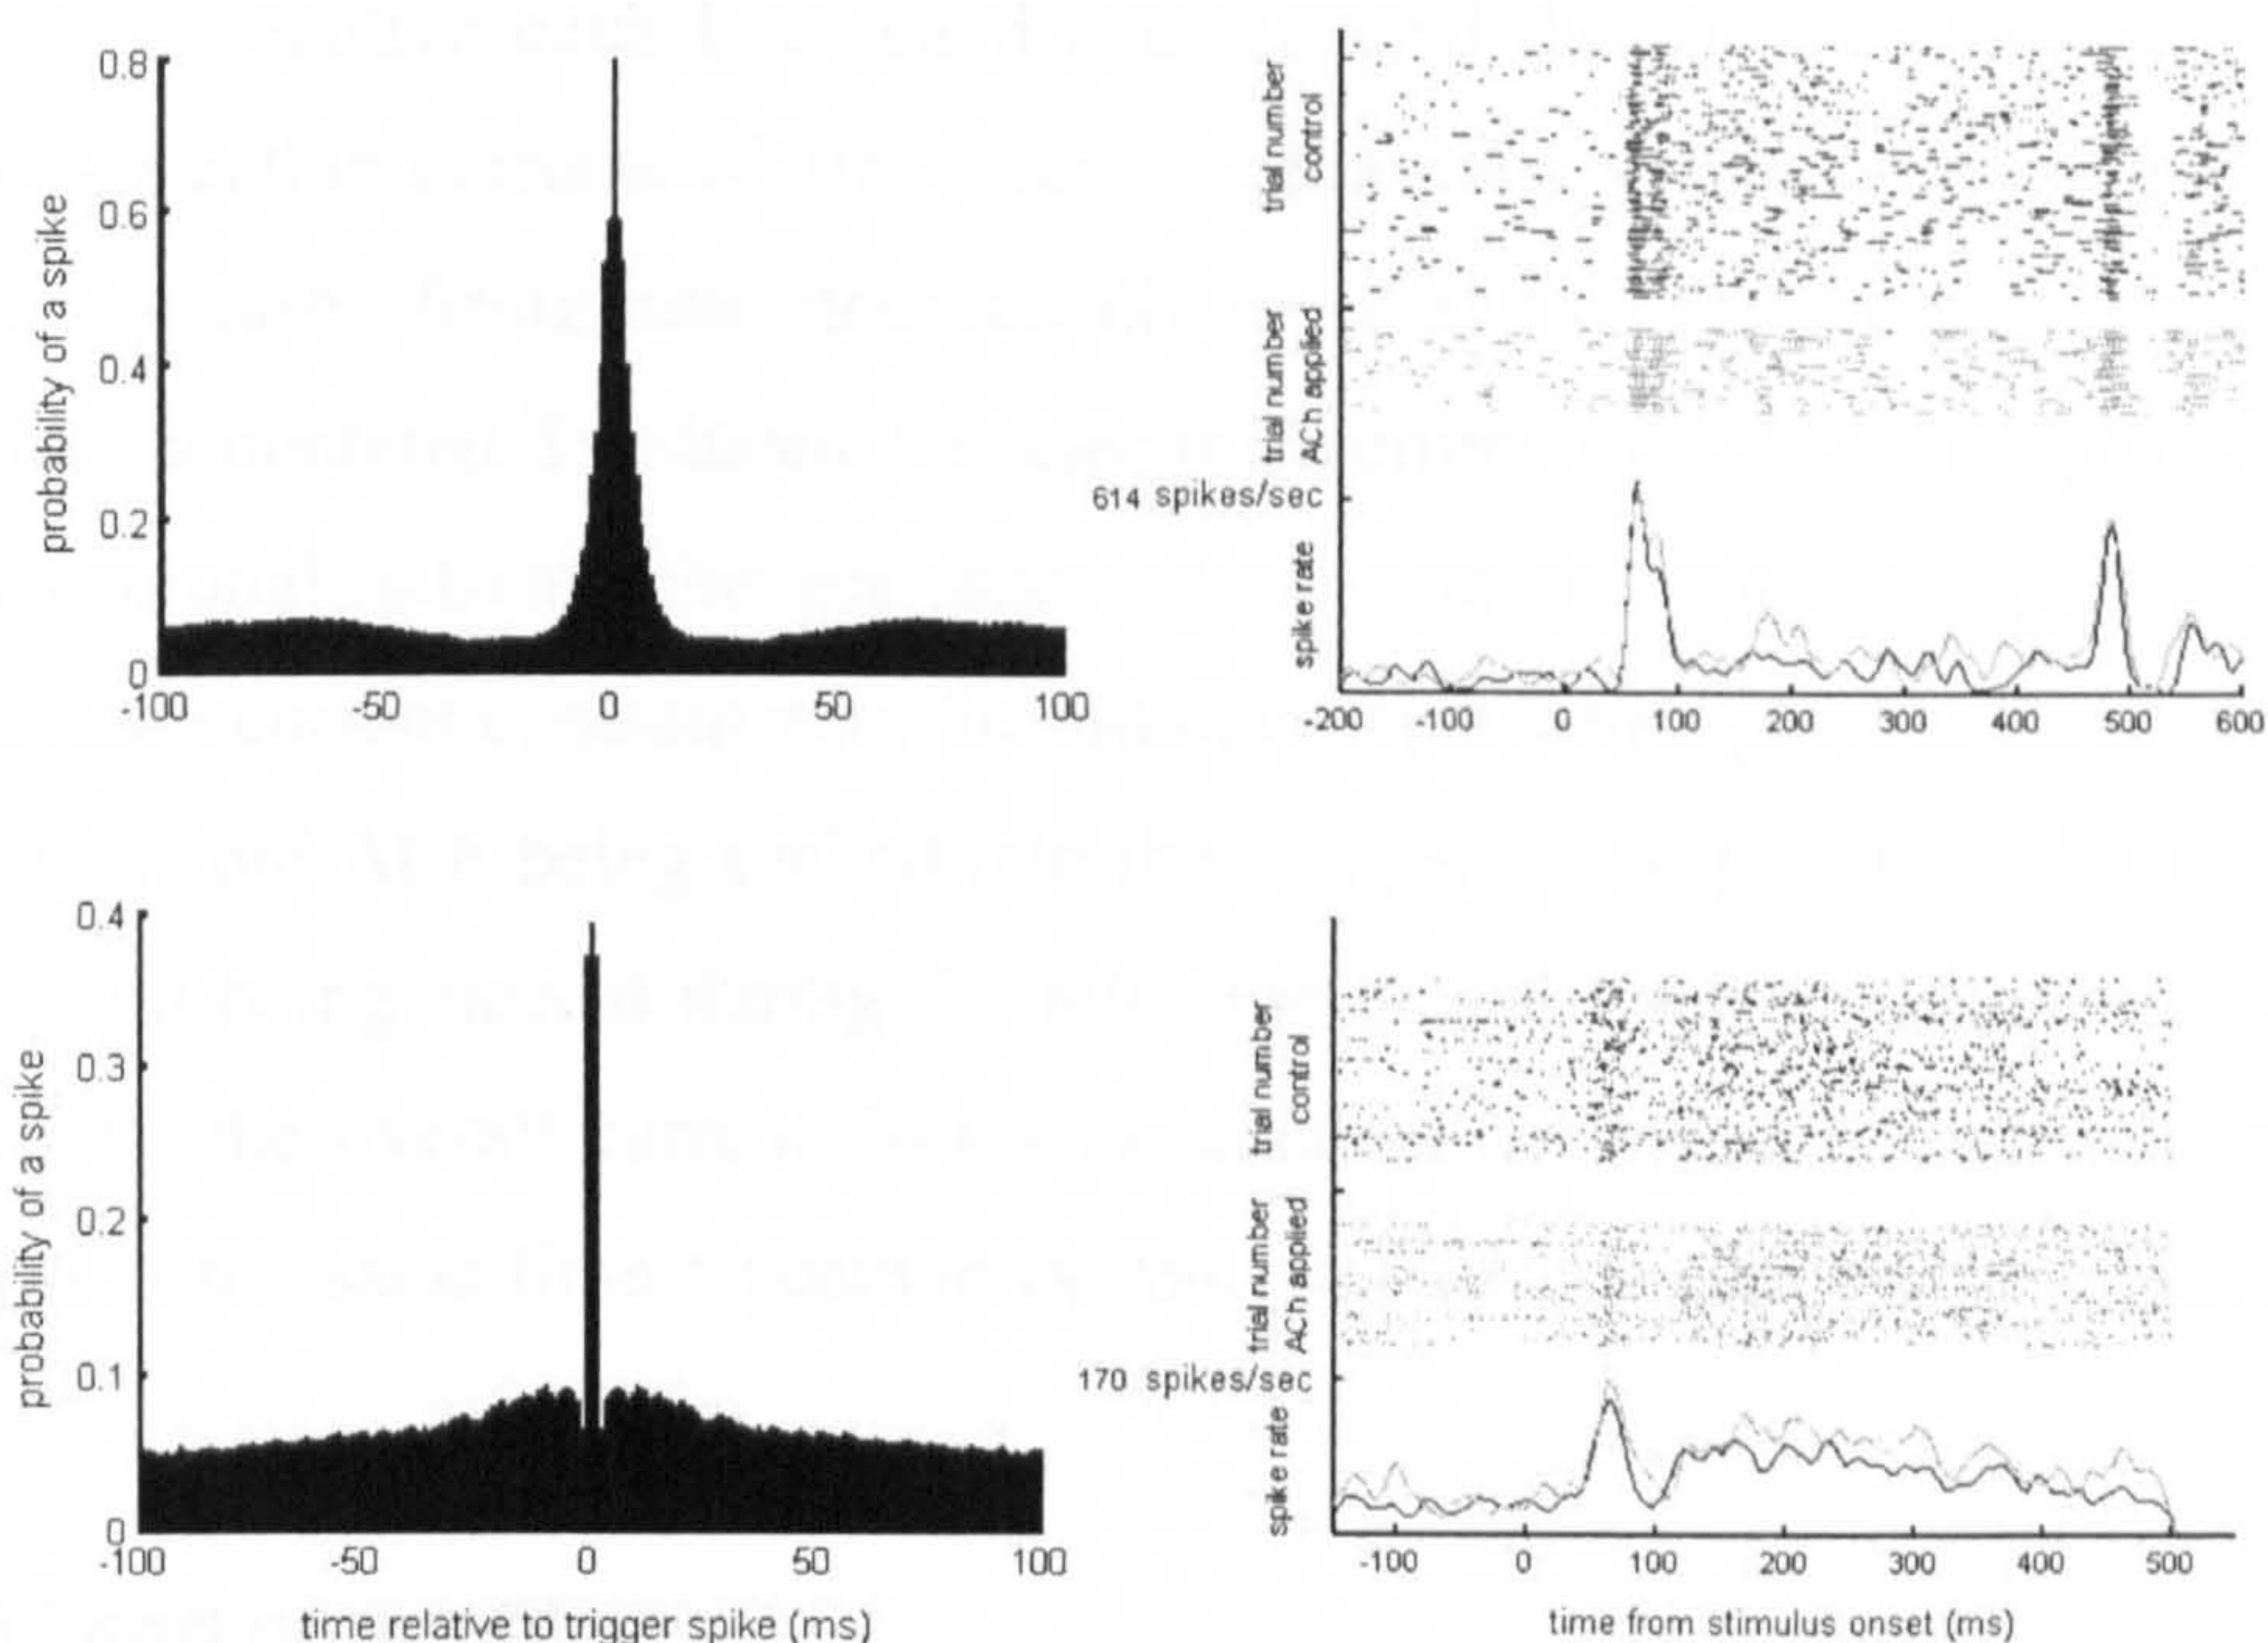 probability of a spike
0.8
0.6
0.4
0.2
0
-100 -50 0 50 100
trial number
control
trial number
ACh applied
614 spikes/sec
spike rate
-200 -100 0 100 200 300 400 500 600
probability of a spike
0.4
0.3
0.2
0.1
0
-100 -50 0 50 100
time relative to trigger spike (ms)
trial number
control
trial number
ACh applied
170 spikes/sec
spike rate
-100 0 100 200 300 400 500
time from stimulus onset (ms)